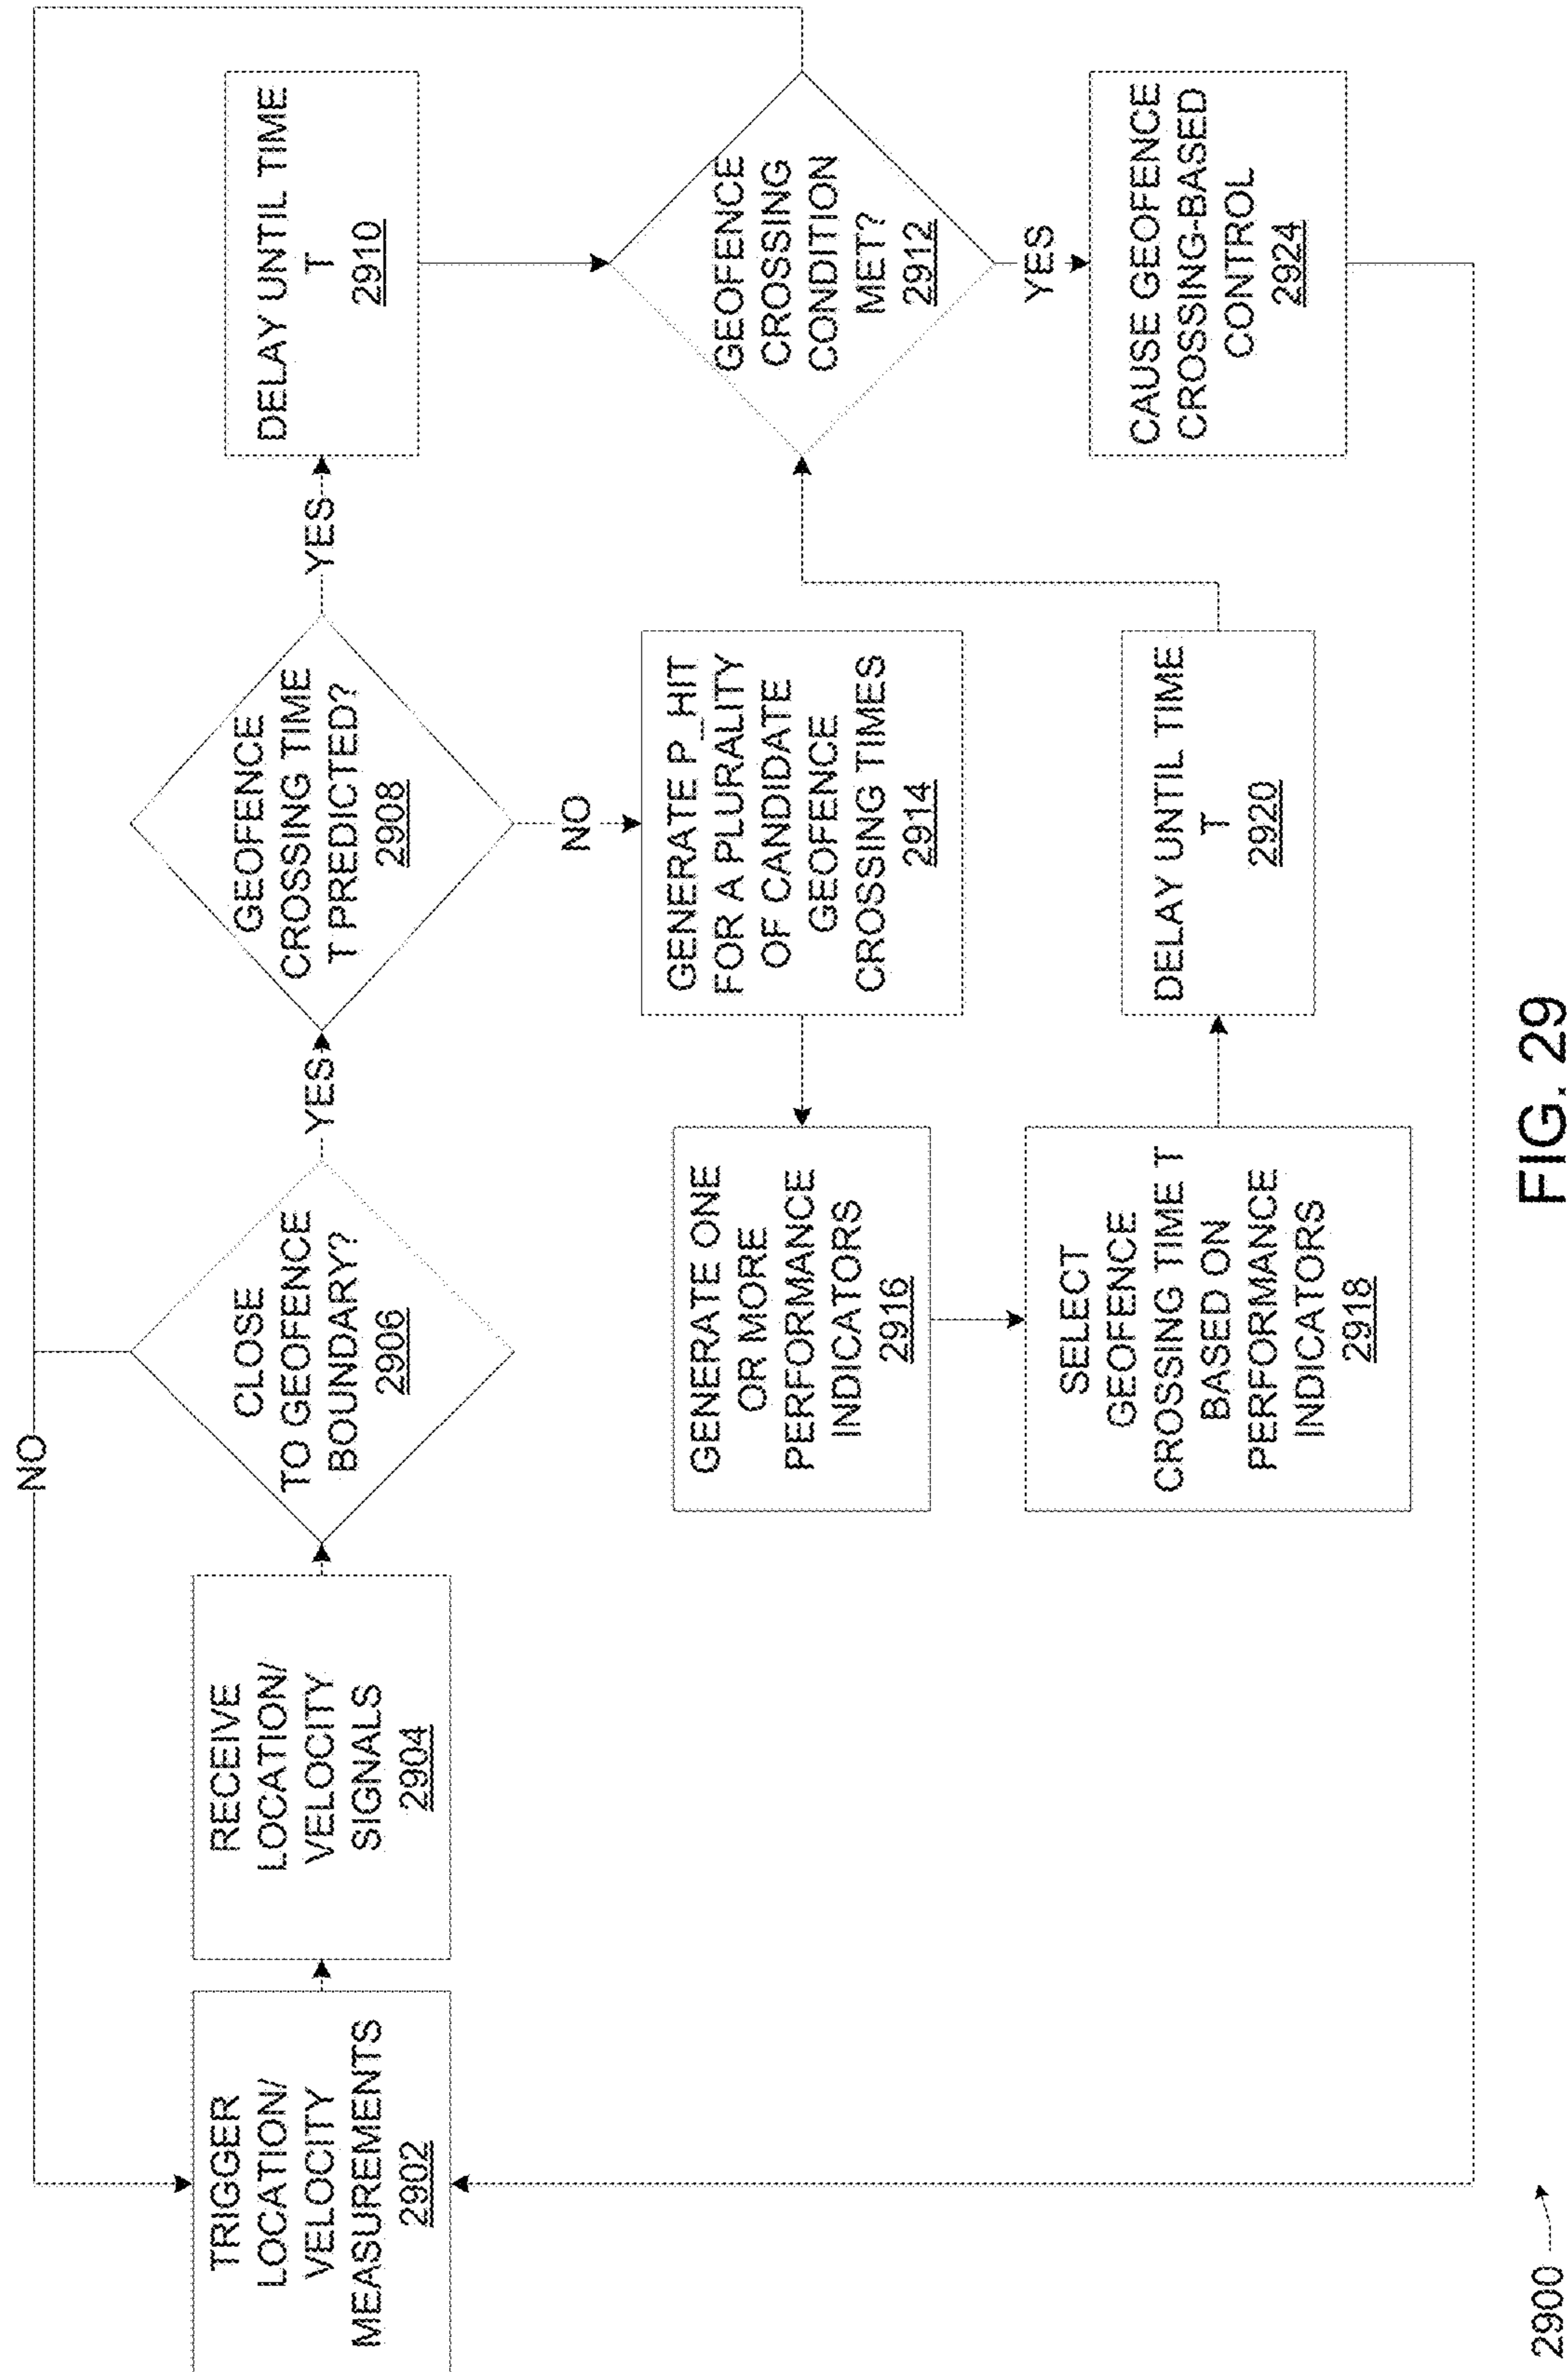 NO
TRIGGER
LOCATION/
VELOCITY
MEASUREMENTS
2902
RECEIVE
LOCATION/
VELOCITY
SIGNALS
2904
CLOSE
TO GEOFENCE
BOUNDARY?
2906
YES
GEOFENCE
CROSSING TIME
T PREDICTED?
2908
YES
DELAY UNTIL TIME
T
2910
NO
GENERATE P_HIT
FOR A PLURALITY
OF CANDIDATE
GEOFENCE
CROSSING TIMES
2914
GENERATE ONE
OR MORE
PERFORMANCE
INDICATORS
2916
SELECT
GEOFENCE
CROSSING TIME T
BASED ON
PERFORMANCE
INDICATORS
2918
DELAY UNTIL TIME
T
2920
GEOFENCE
CROSSING
CONDITION
MET?
2912
YES
CAUSE GEOFENCE
CROSSING-BASED
CONTROL
2924
2900
FIG. 29